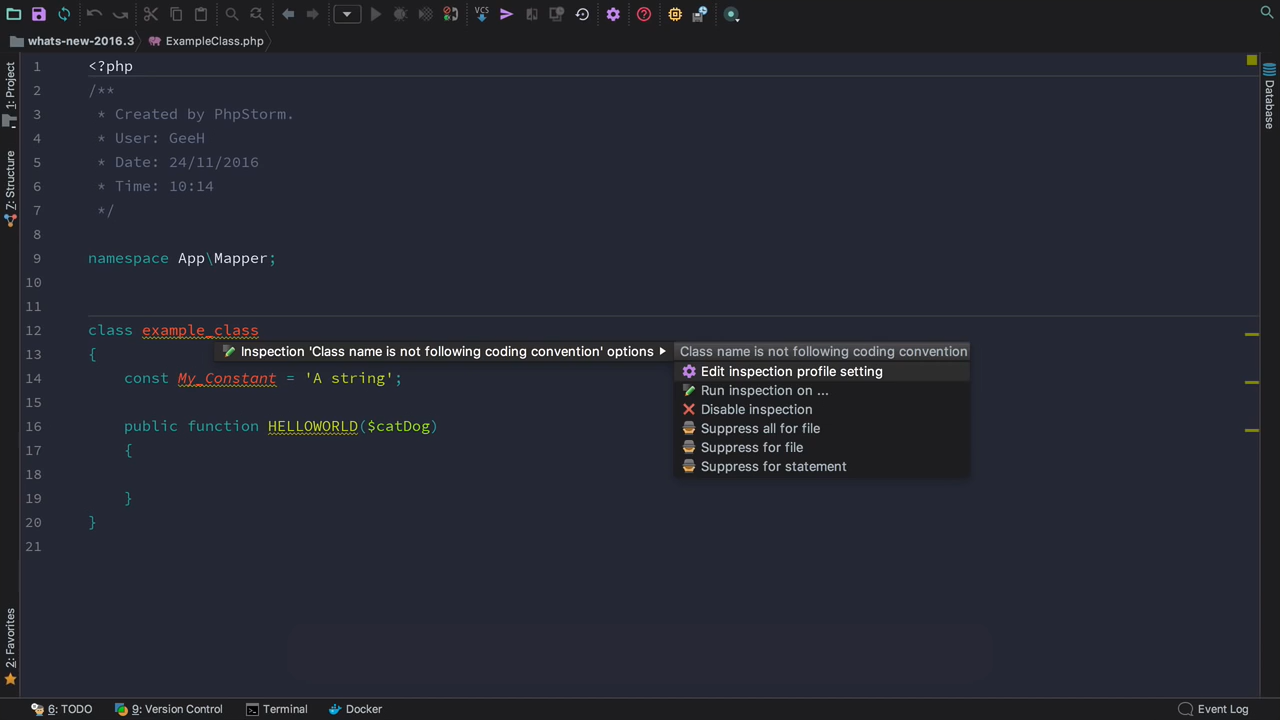 VCS
whats-new-2016.3
ExampleClass.php
1: Project
Z: Structure
2: Favorites
Database
1 <?php
2 /**
3 * Created by PhpStorm.
4 * User: GeeH
5 * Date: 24/11/2016
6 * Time: 10:14
7 */
8
9 namespace App\Mapper;
10
11
12 class example_class
Inspection 'Class name is not following coding convention' options
Class name is not following coding convention
Edit inspection profile setting
Run inspection on ...
Disable inspection
Suppress all for file
Suppress for file
Suppress for statement
13 {
14 const My_Constant = 'A string';
15
16 public function HELLOWORLD($catDog)
17 {
18
19 }
20 }
21
6: TODO
9: Version Control
Terminal
Docker
Event Log